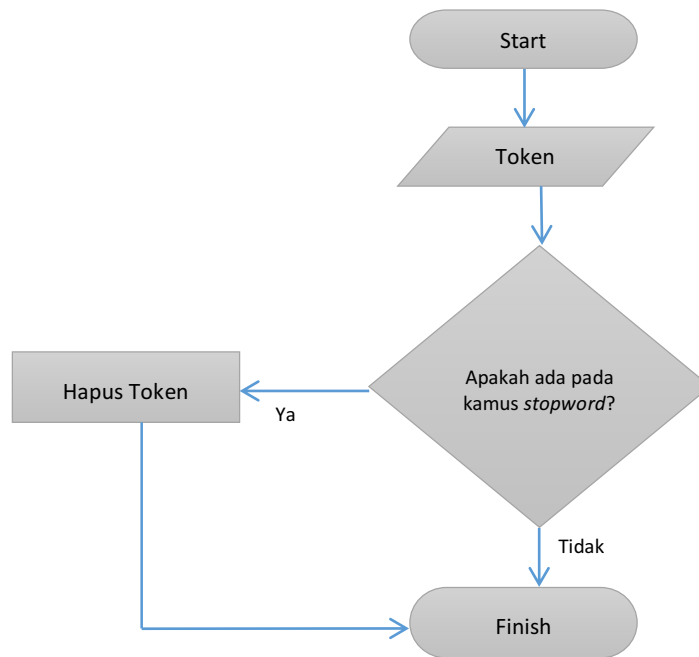 Start
Token
Apakah ada pada
kamus stopword?
Hapus Token
Ya
Tidak
Finish